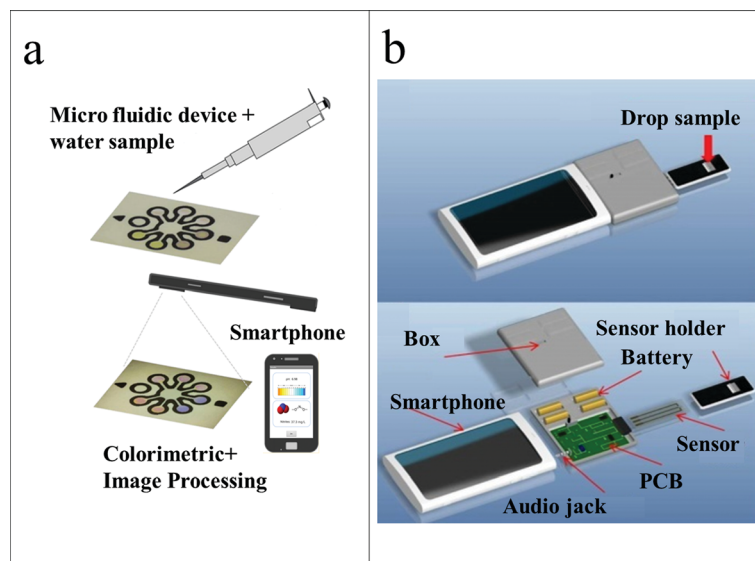 a
Micro fluidic device +
water sample
Smartphone
Colorimetric+
Image Processing
b
Drop sample
Box
Sensor holder
Battery
Smartphone
Sensor
PCB
Audio jack